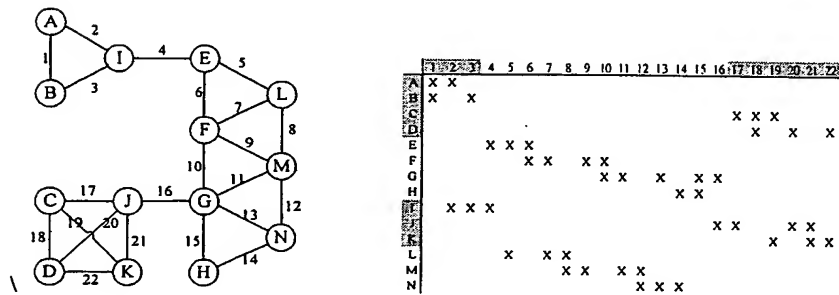 A
2
1 I 4 E 5
3
B 6 7 L
F 9 8
10 M
11
C 17 J 16 G 12
19 20 13
18 21 15 N
14
D 22 K H
1 2 3 4 5 6 7 8 9 10 11 12 13 14 15 16 17 18 19 20 21 22
A X X
B X X
C X X X
D X X X
E X X X
F X X X X
G X X X X X
H X X
I X X X
J X X X X
K X X X
L X X X
M X X X X
N X X X